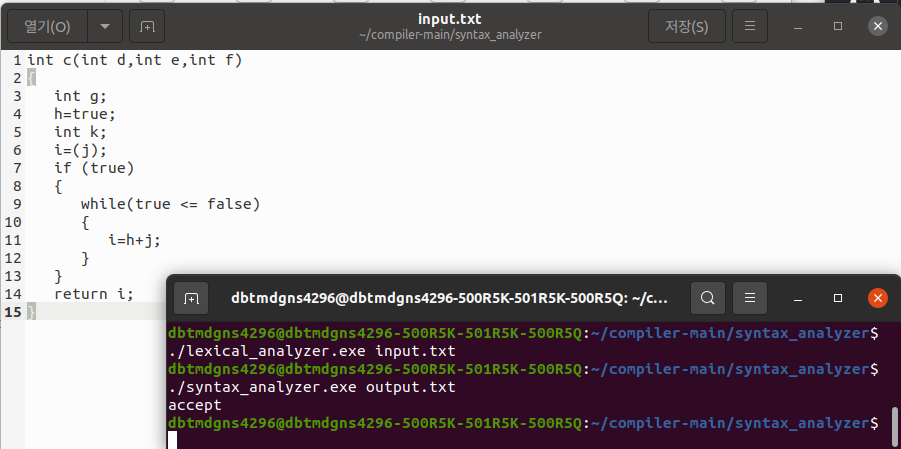 열기(O)
input.txt
~/compiler-main/syntax_analyzer
저장(S)
1 int c(int d,int e,int f)
2 {
3    int g;
4    h=true;
5    int k;
6    i=(j);
7    if (true)
8    {
9       while(true <= false)
10       {
11          i=h+j;
12       }
13    }
14    return i;
15 }
dbtmdgns4296@dbtmdgns4296-500R5K-501R5K-500R5Q: ~/c...
dbtmdgns4296@dbtmdgns4296-500R5K-501R5K-500R5Q:~/compiler-main/syntax_analyzer$
./lexical_analyzer.exe input.txt
dbtmdgns4296@dbtmdgns4296-500R5K-501R5K-500R5Q:~/compiler-main/syntax_analyzer$
./syntax_analyzer.exe output.txt
accept
dbtmdgns4296@dbtmdgns4296-500R5K-501R5K-500R5Q:~/compiler-main/syntax_analyzer$